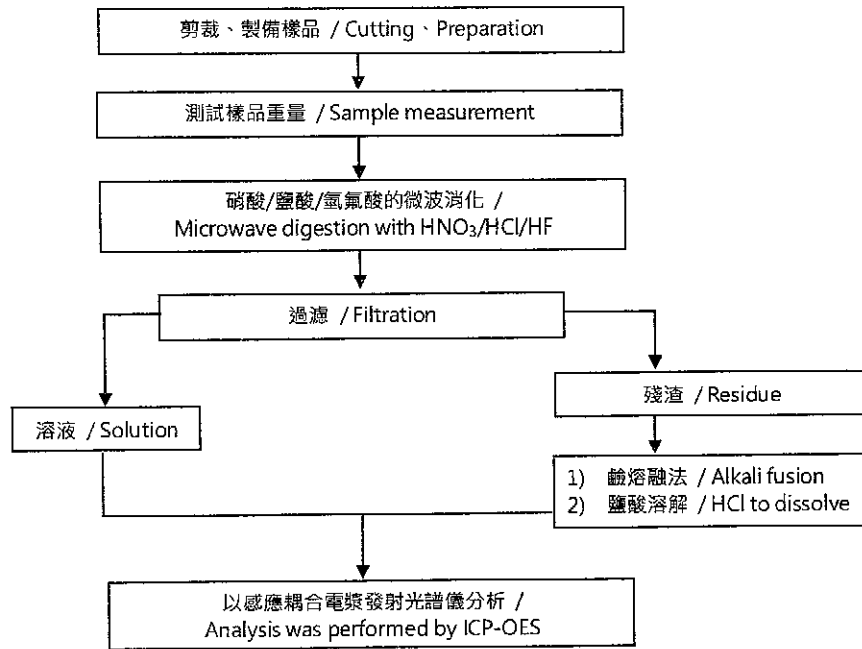 剪裁、製備樣品 / Cutting、Preparation
測試樣品重量 / Sample measurement
硝酸/鹽酸/氫氟酸的微波消化 /
Microwave digestion with HNO₃/HCl/HF
過濾 / Filtration
溶液 / Solution
殘渣 / Residue
1) 鹼熔融法 / Alkali fusion
2) 鹽酸溶解 / HCl to dissolve
以感應耦合電漿發射光譜儀分析 /
Analysis was performed by ICP-OES